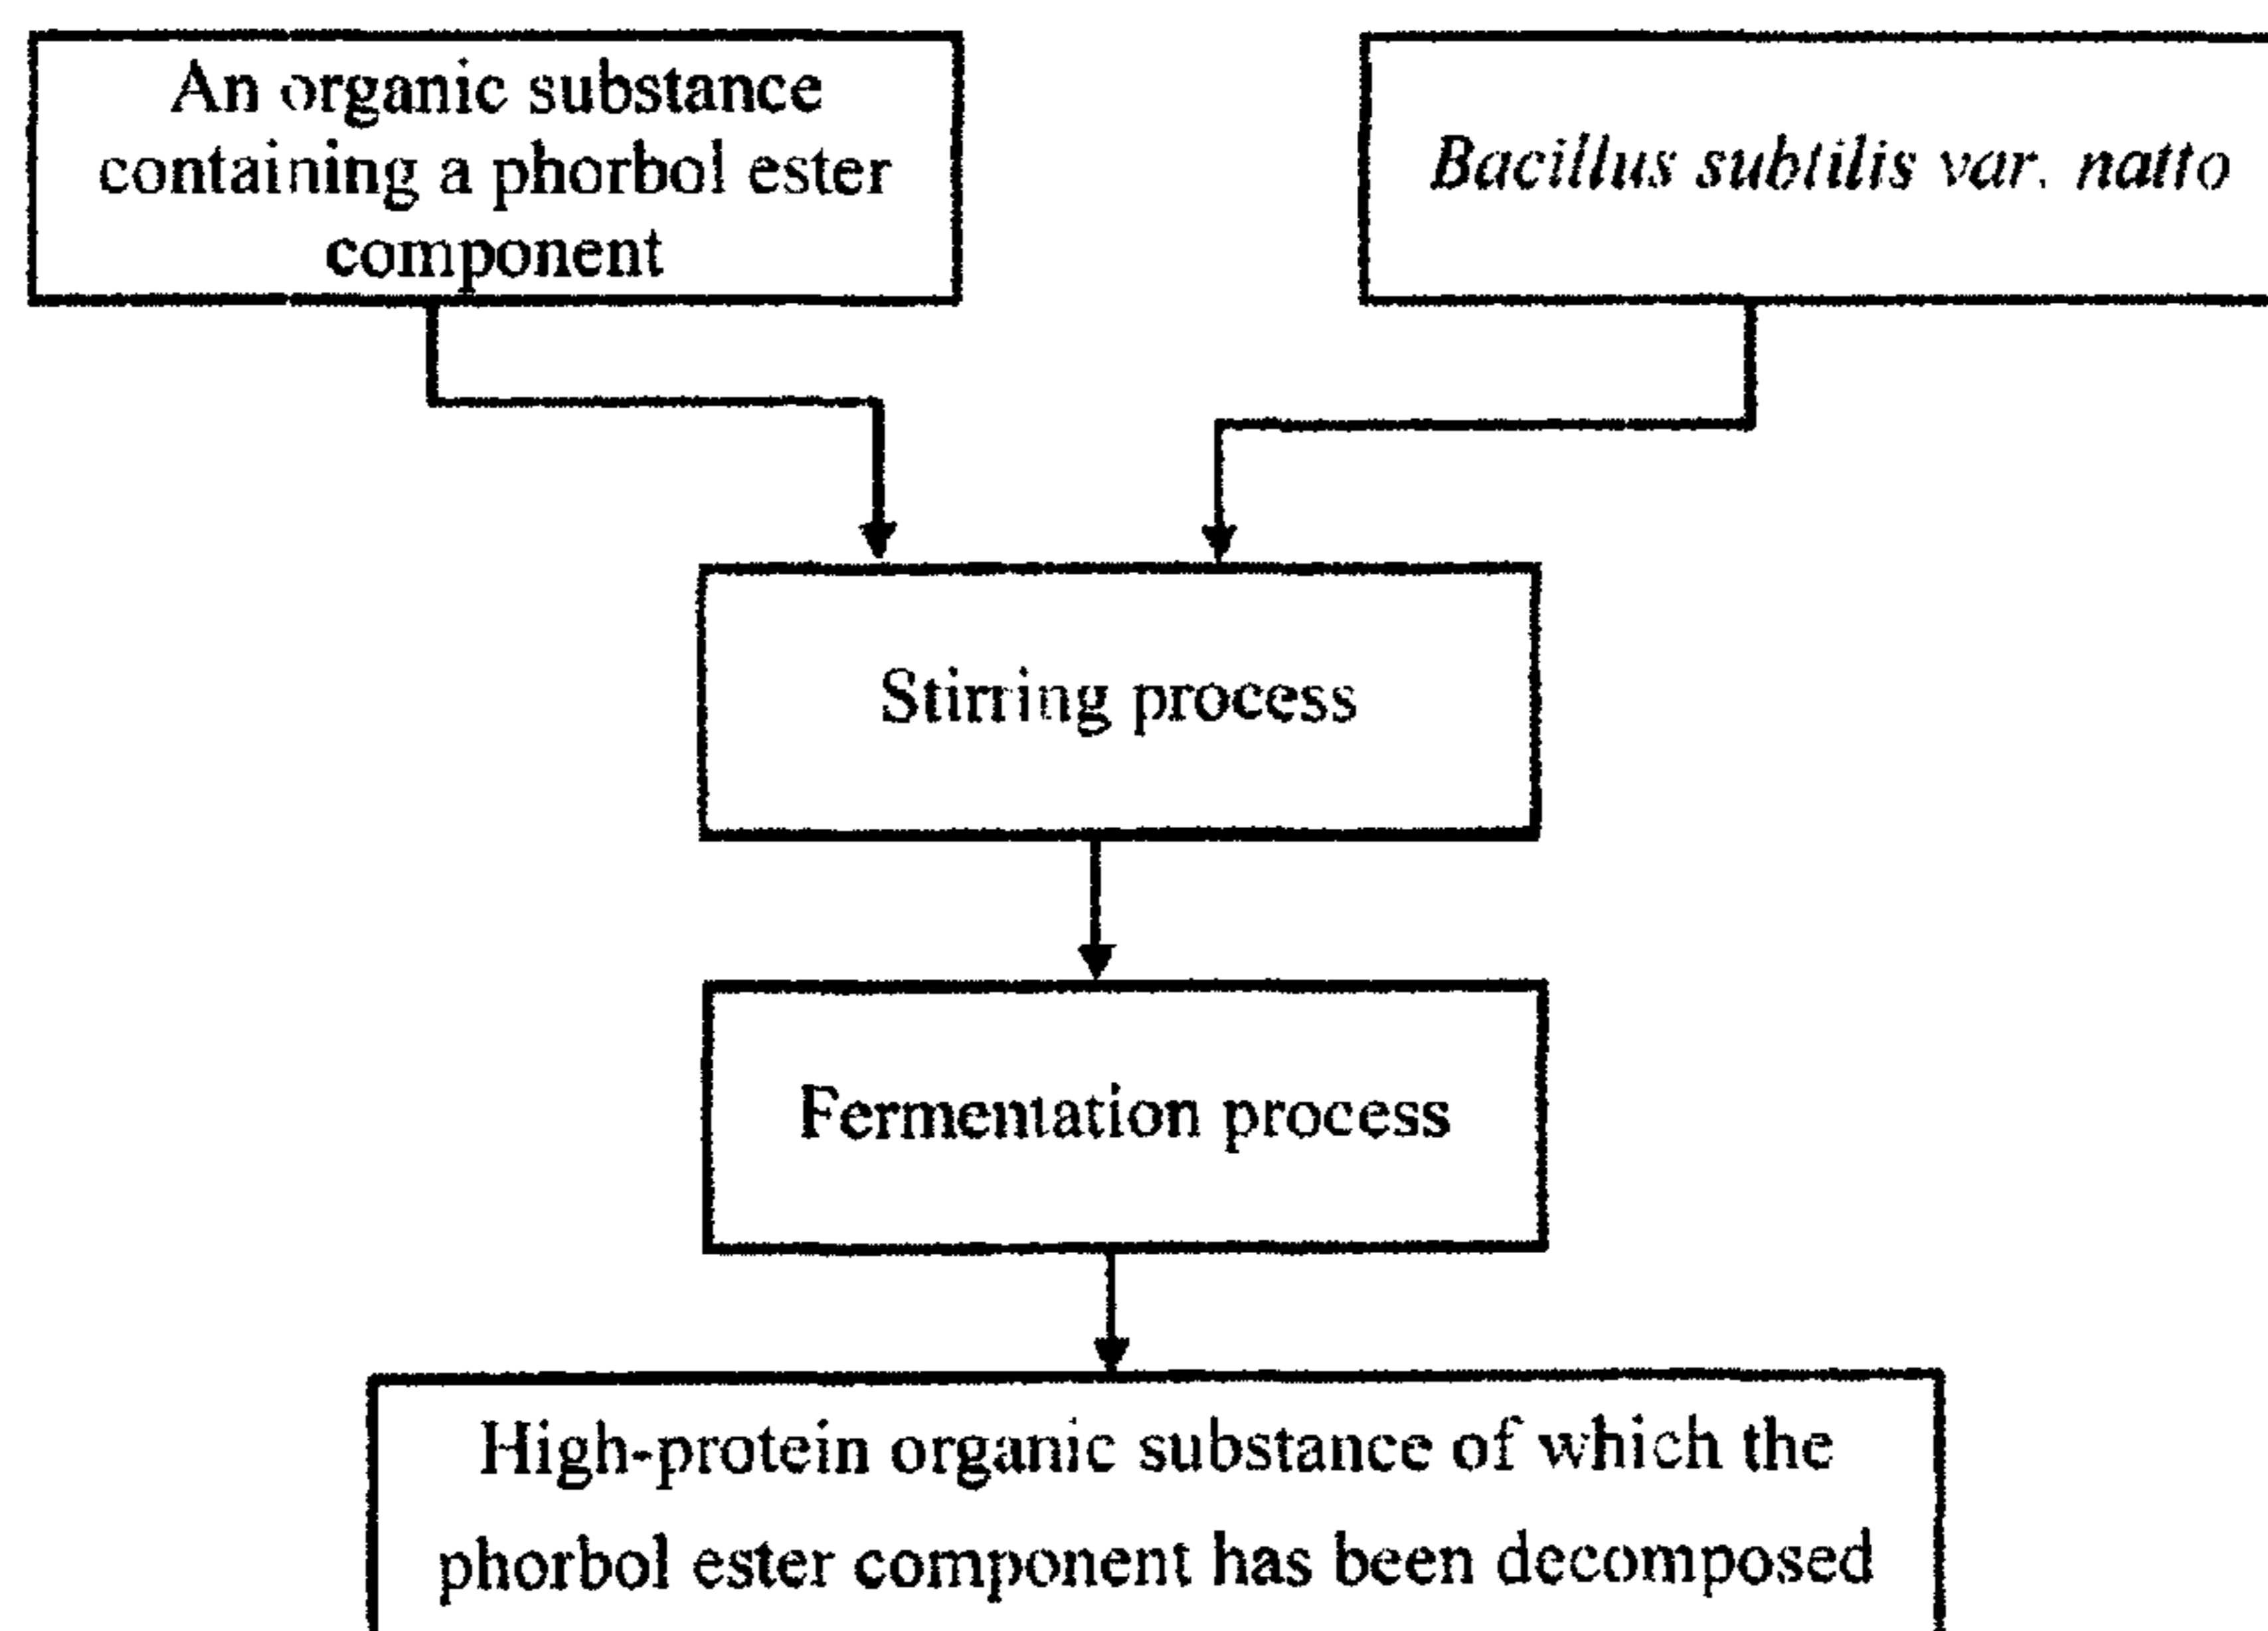 An organic substance
containing a phorbol ester
component
Bacillus subtilis var. natto
Stirring process
Fermentation process
High-protein organic substance of which the
phorbol ester component has been decomposed